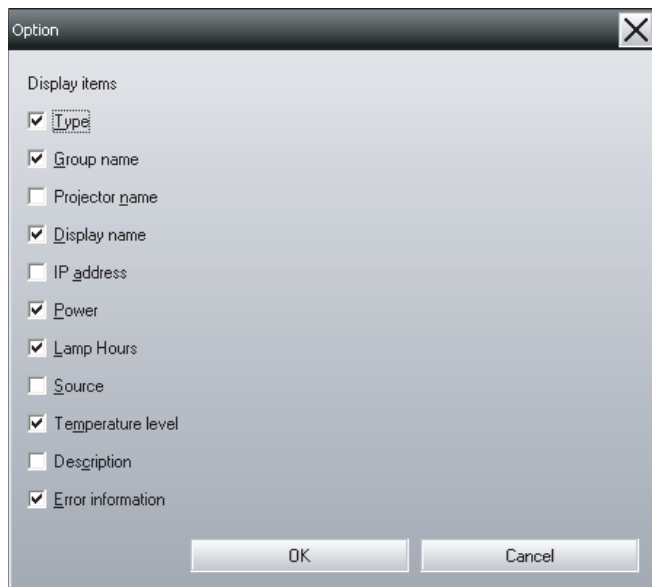 Option
Display items
Type
Group name
Projector name
Display name
IP address
Power
Lamp Hours
Source
Temperature level
Description
Error information
OK Cancel